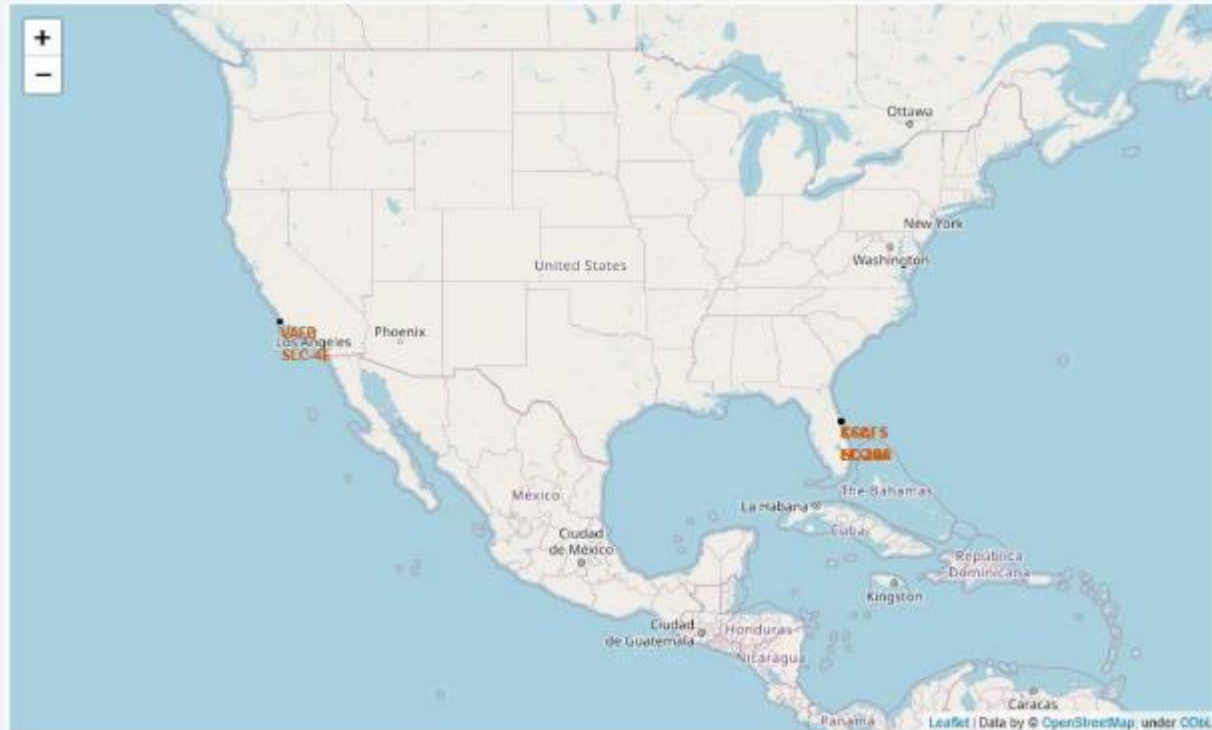 +
−
Ottawa
New York
Washington
United States
VAFB
Los Angeles
SLC-4E
Phoenix
The Bahamas
La Habana
Cuba
México
Ciudad
de México
República
Dominicana
Kingston
Ciudad
de Guatemala
Honduras
Nicaragua
Caracas
Panamá
Leaflet | Data by © OpenStreetMap, under ODbL